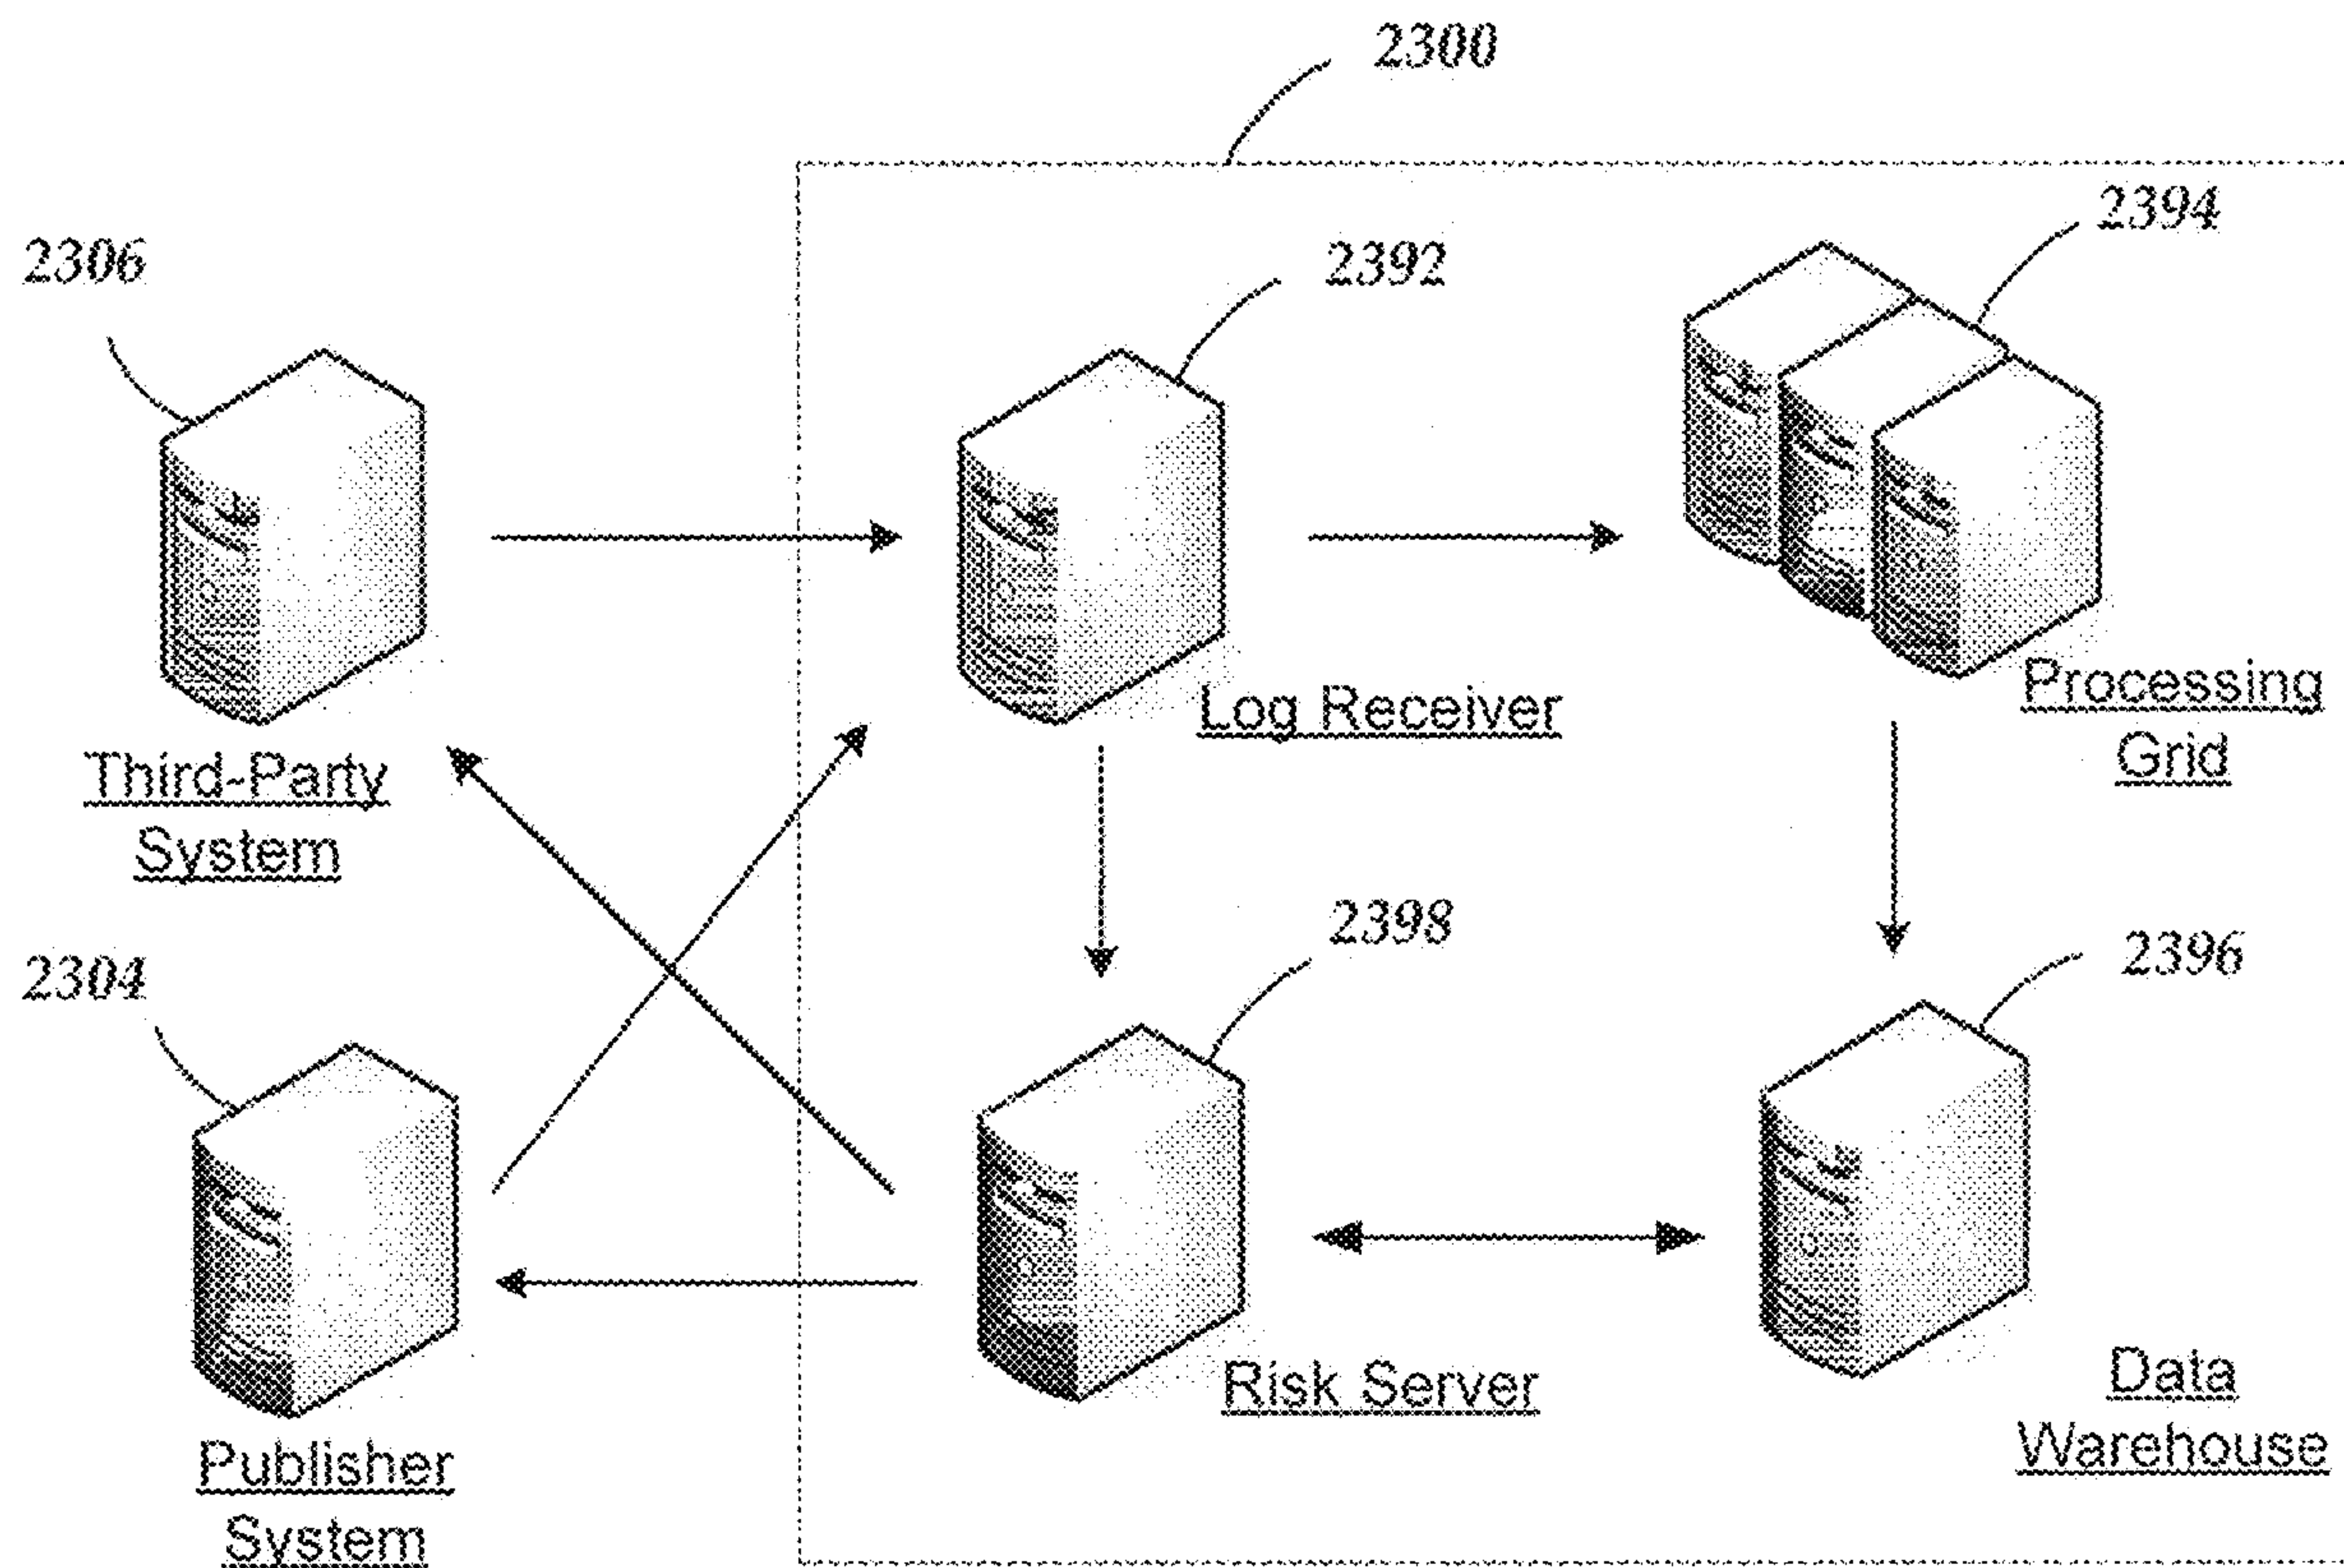 2300
2394
2306
2392
Processing
Grid
Log Receiver
Third-Party
System
2398
2396
2304
Data
Warehouse
Risk Server
Publisher
System